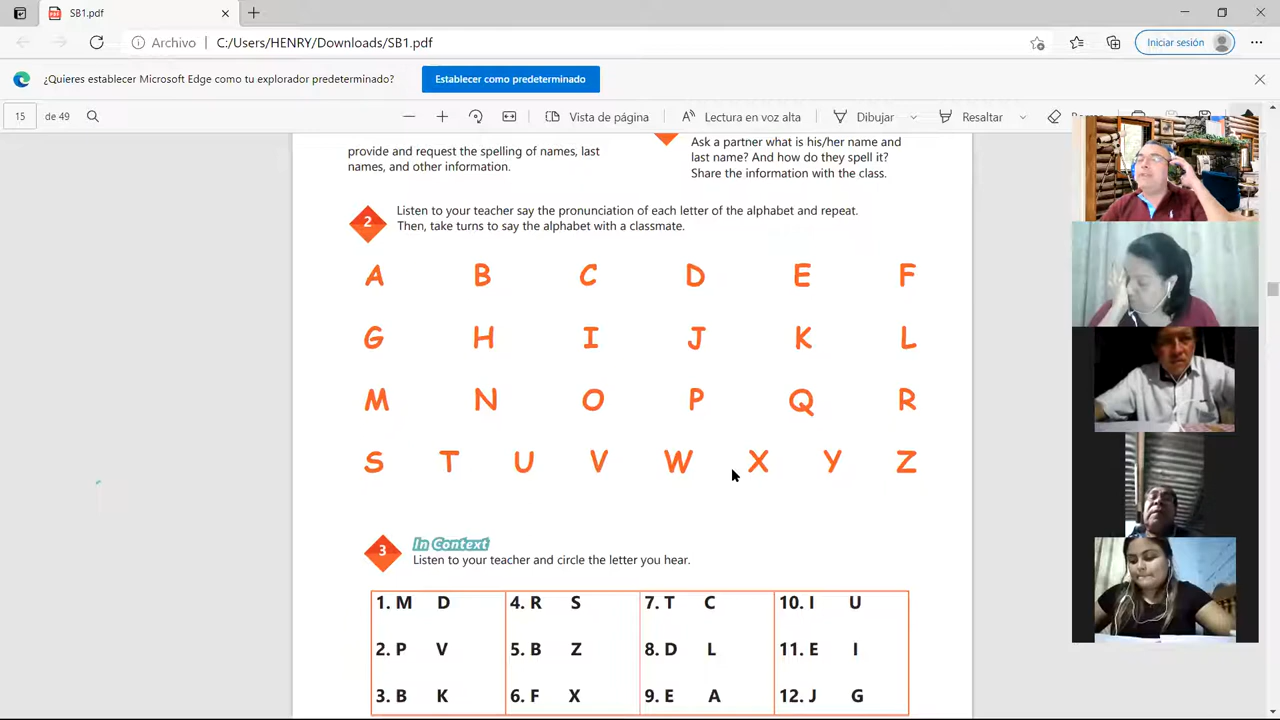 SB1.pdf
Archivo C:/Users/HENRY/Downloads/SB1.pdf Iniciar sesión
¿Quieres establecer Microsoft Edge como tu explorador predeterminado? Establecer como predeterminado
15 de 49 Vista de página Lectura en voz alta Dibujar Resaltar
provide and request the spelling of names, last
names, and other information.
Ask a partner what is his/her name and
last name? And how do they spell it?
Share the information with the class.
2 Listen to your teacher say the pronunciation of each letter of the alphabet and repeat.
Then, take turns to say the alphabet with a classmate.
A B C D E F
G H I J K L
M N O P Q R
S T U V W X Y Z
3 In Context
Listen to your teacher and circle the letter you hear.
1. M D 4. R S 7. T C 10. I U
2. P V 5. B Z 8. D L 11. E I
3. B K 6. F X 9. E A 12. J G